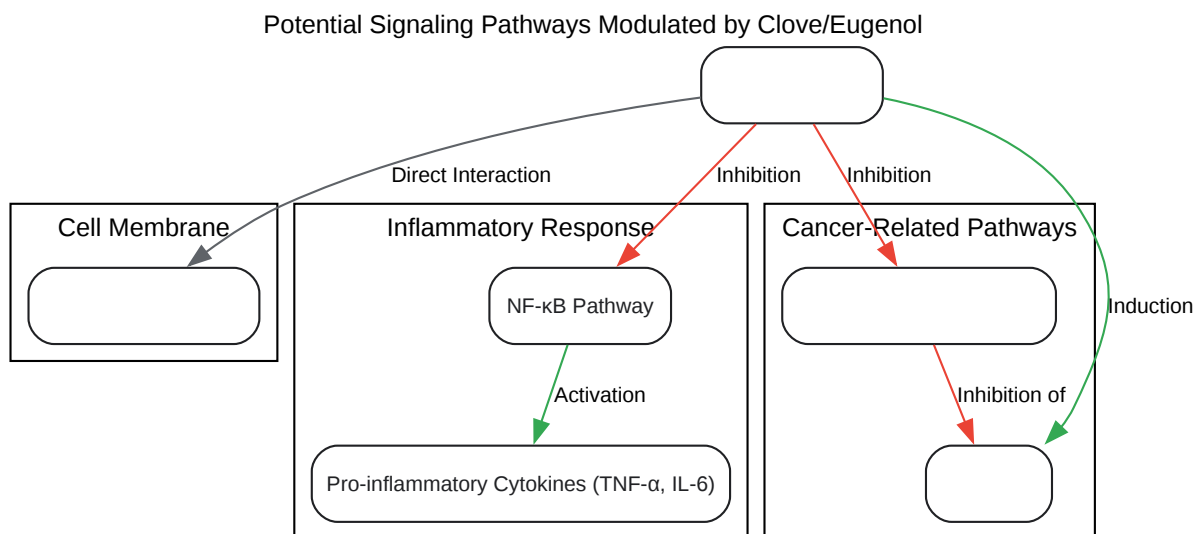 Potential Signaling Pathways Modulated by Clove/Eugenol
Direct Interaction
Inhibition
Inhibition
Cell Membrane
Inflammatory Response
Cancer-Related Pathways
NF-κB Pathway
Induction
Activation
Inhibition of
Pro-inflammatory Cytokines (TNF-α, IL-6)